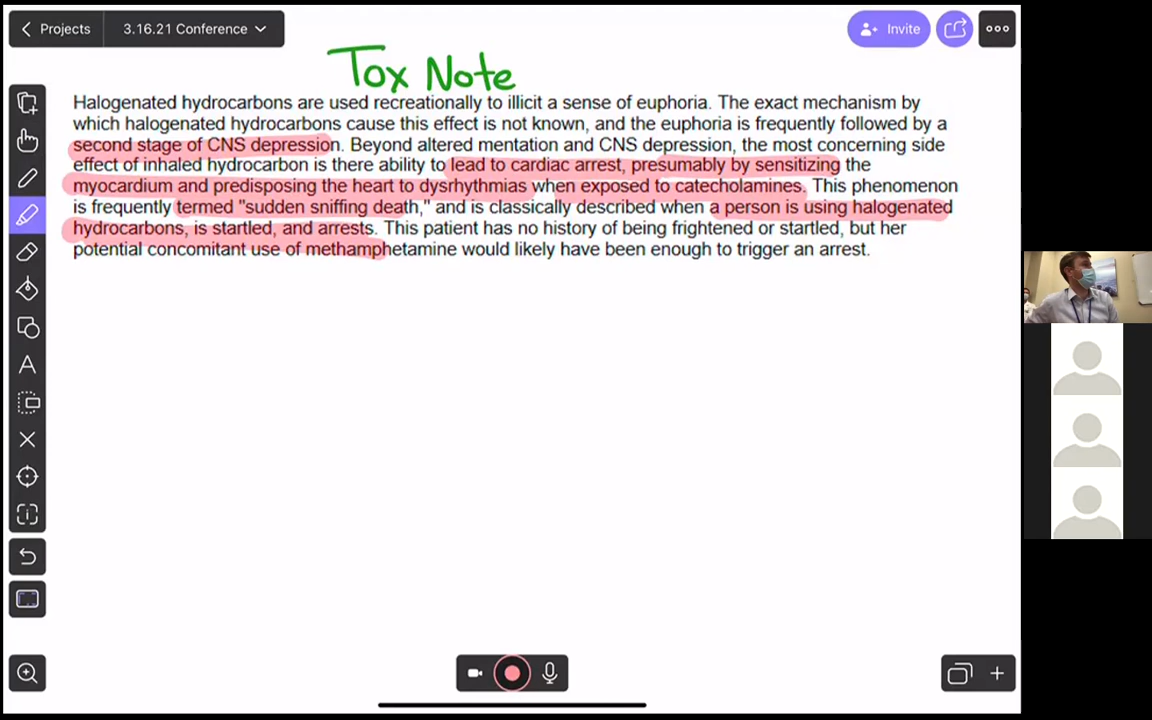 Projects
3.16.21 Conference
Invite
Tox Note
Halogenated hydrocarbons are used recreationally to illicit a sense of euphoria. The exact mechanism by
which halogenated hydrocarbons cause this effect is not known, and the euphoria is frequently followed by a
second stage of CNS depression. Beyond altered mentation and CNS depression, the most concerning side
effect of inhaled hydrocarbon is there ability to lead to cardiac arrest, presumably by sensitizing the
myocardium and predisposing the heart to dysrhythmias when exposed to catecholamines. This phenomenon
is frequently termed "sudden sniffing death," and is classically described when a person is using halogenated
hydrocarbons, is startled, and arrests. This patient has no history of being frightened or startled, but her
potential concomitant use of methamphetamine would likely have been enough to trigger an arrest.
A